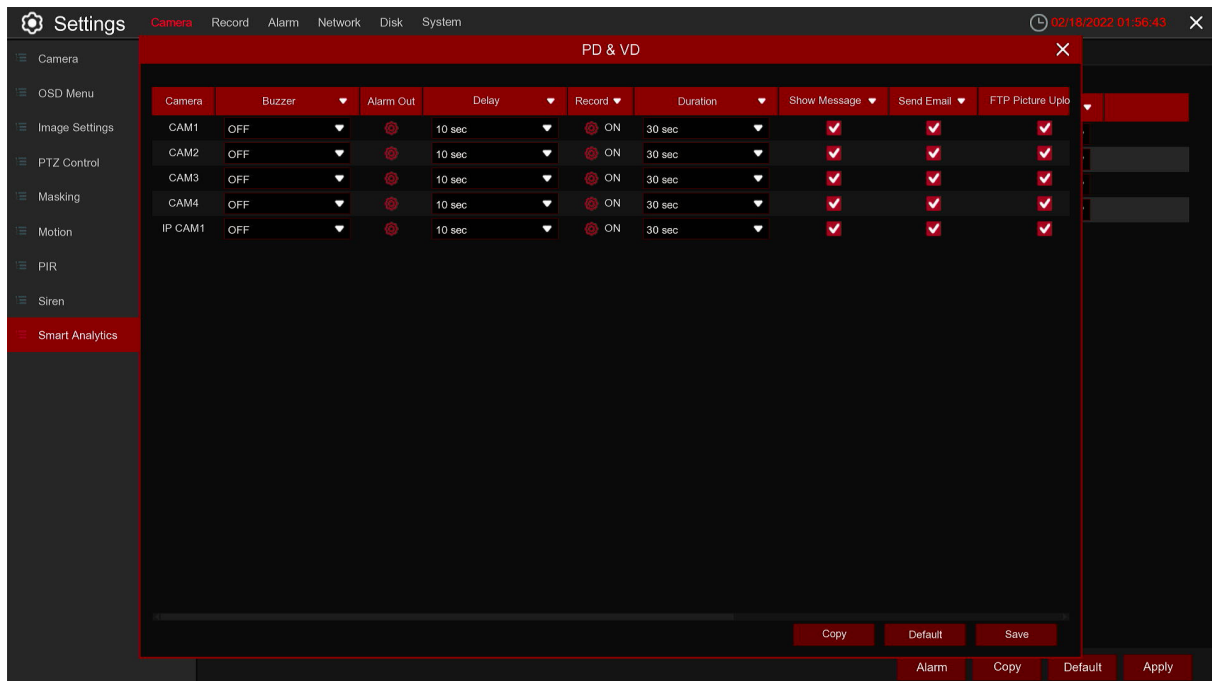 Settings Camera Record Alarm Network Disk System 02/18/2022 01:56:43
PD & VD
Camera
OSD Menu
Image Settings
PTZ Control
Masking
Motion
PIR
Siren
Smart Analytics
Camera Buzzer Alarm Out Delay Record Duration Show Message Send Email FTP Picture Uplo
CAM1 OFF 10 sec ON 30 sec
CAM2 OFF 10 sec ON 30 sec
CAM3 OFF 10 sec ON 30 sec
CAM4 OFF 10 sec ON 30 sec
IP CAM1 OFF 10 sec ON 30 sec
Copy Default Save
Alarm Copy Default Apply